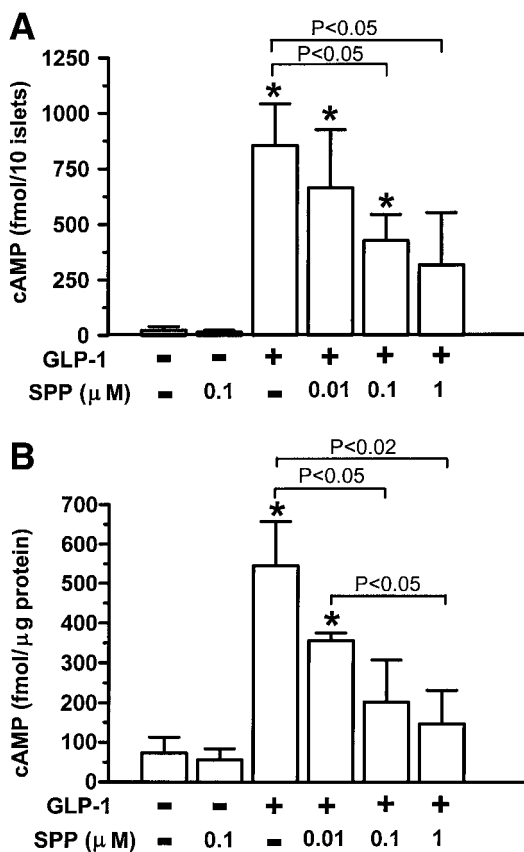 A
P<0.05
P<0.05
cAMP (fmol/10 islets)
1250
1000
750
500
250
0
* * *
GLP-1 - - + + + +
SPP (μM) - 0.1 - 0.01 0.1 1
B
P<0.02
P<0.05
P<0.05
cAMP (fmol/μg protein)
700
600
500
400
300
200
100
0
* *
GLP-1 - - + + + +
SPP (μM) - 0.1 - 0.01 0.1 1